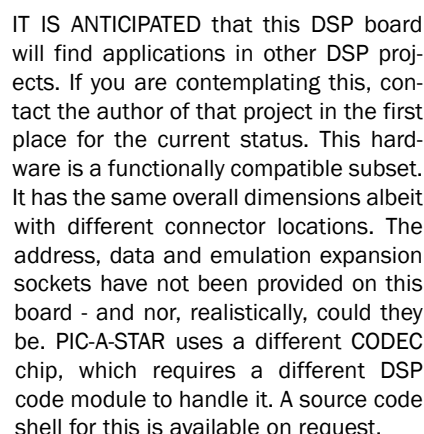 IT IS ANTICIPATED that this DSP board
will find applications in other DSP proj-
ects. If you are contemplating this, con-
tact the author of that project in the first
place for the current status. This hard-
ware is a functionally compatible subset.
It has the same overall dimensions albeit
with different connector locations. The
address, data and emulation expansion
sockets have not been provided on this
board - and nor, realistically, could they
be. PIC-A-STAR uses a different CODEC
chip, which requires a different DSP
code module to handle it. A source code
shell for this is available on request.